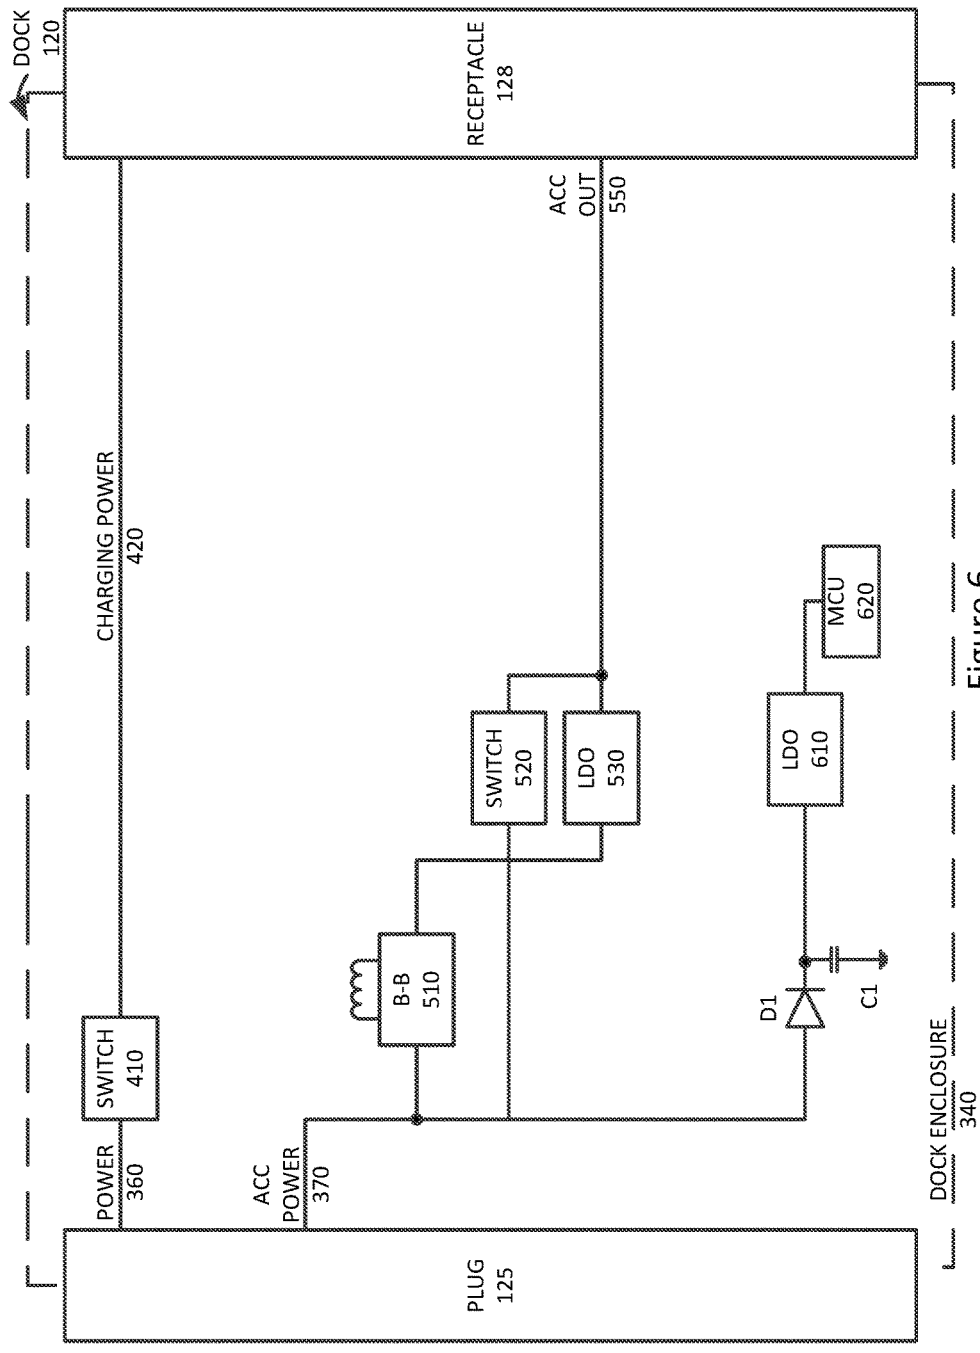 DOCK
120
PLUG
125
POWER
360
SWITCH
410
CHARGING POWER
420
RECEPTACLE
128
ACC
POWER
370
B-B
510
SWITCH
520
LDO
530
ACC
OUT
550
D1
C1
LDO
610
MCU
620
DOCK ENCLOSURE
340
Figure 6